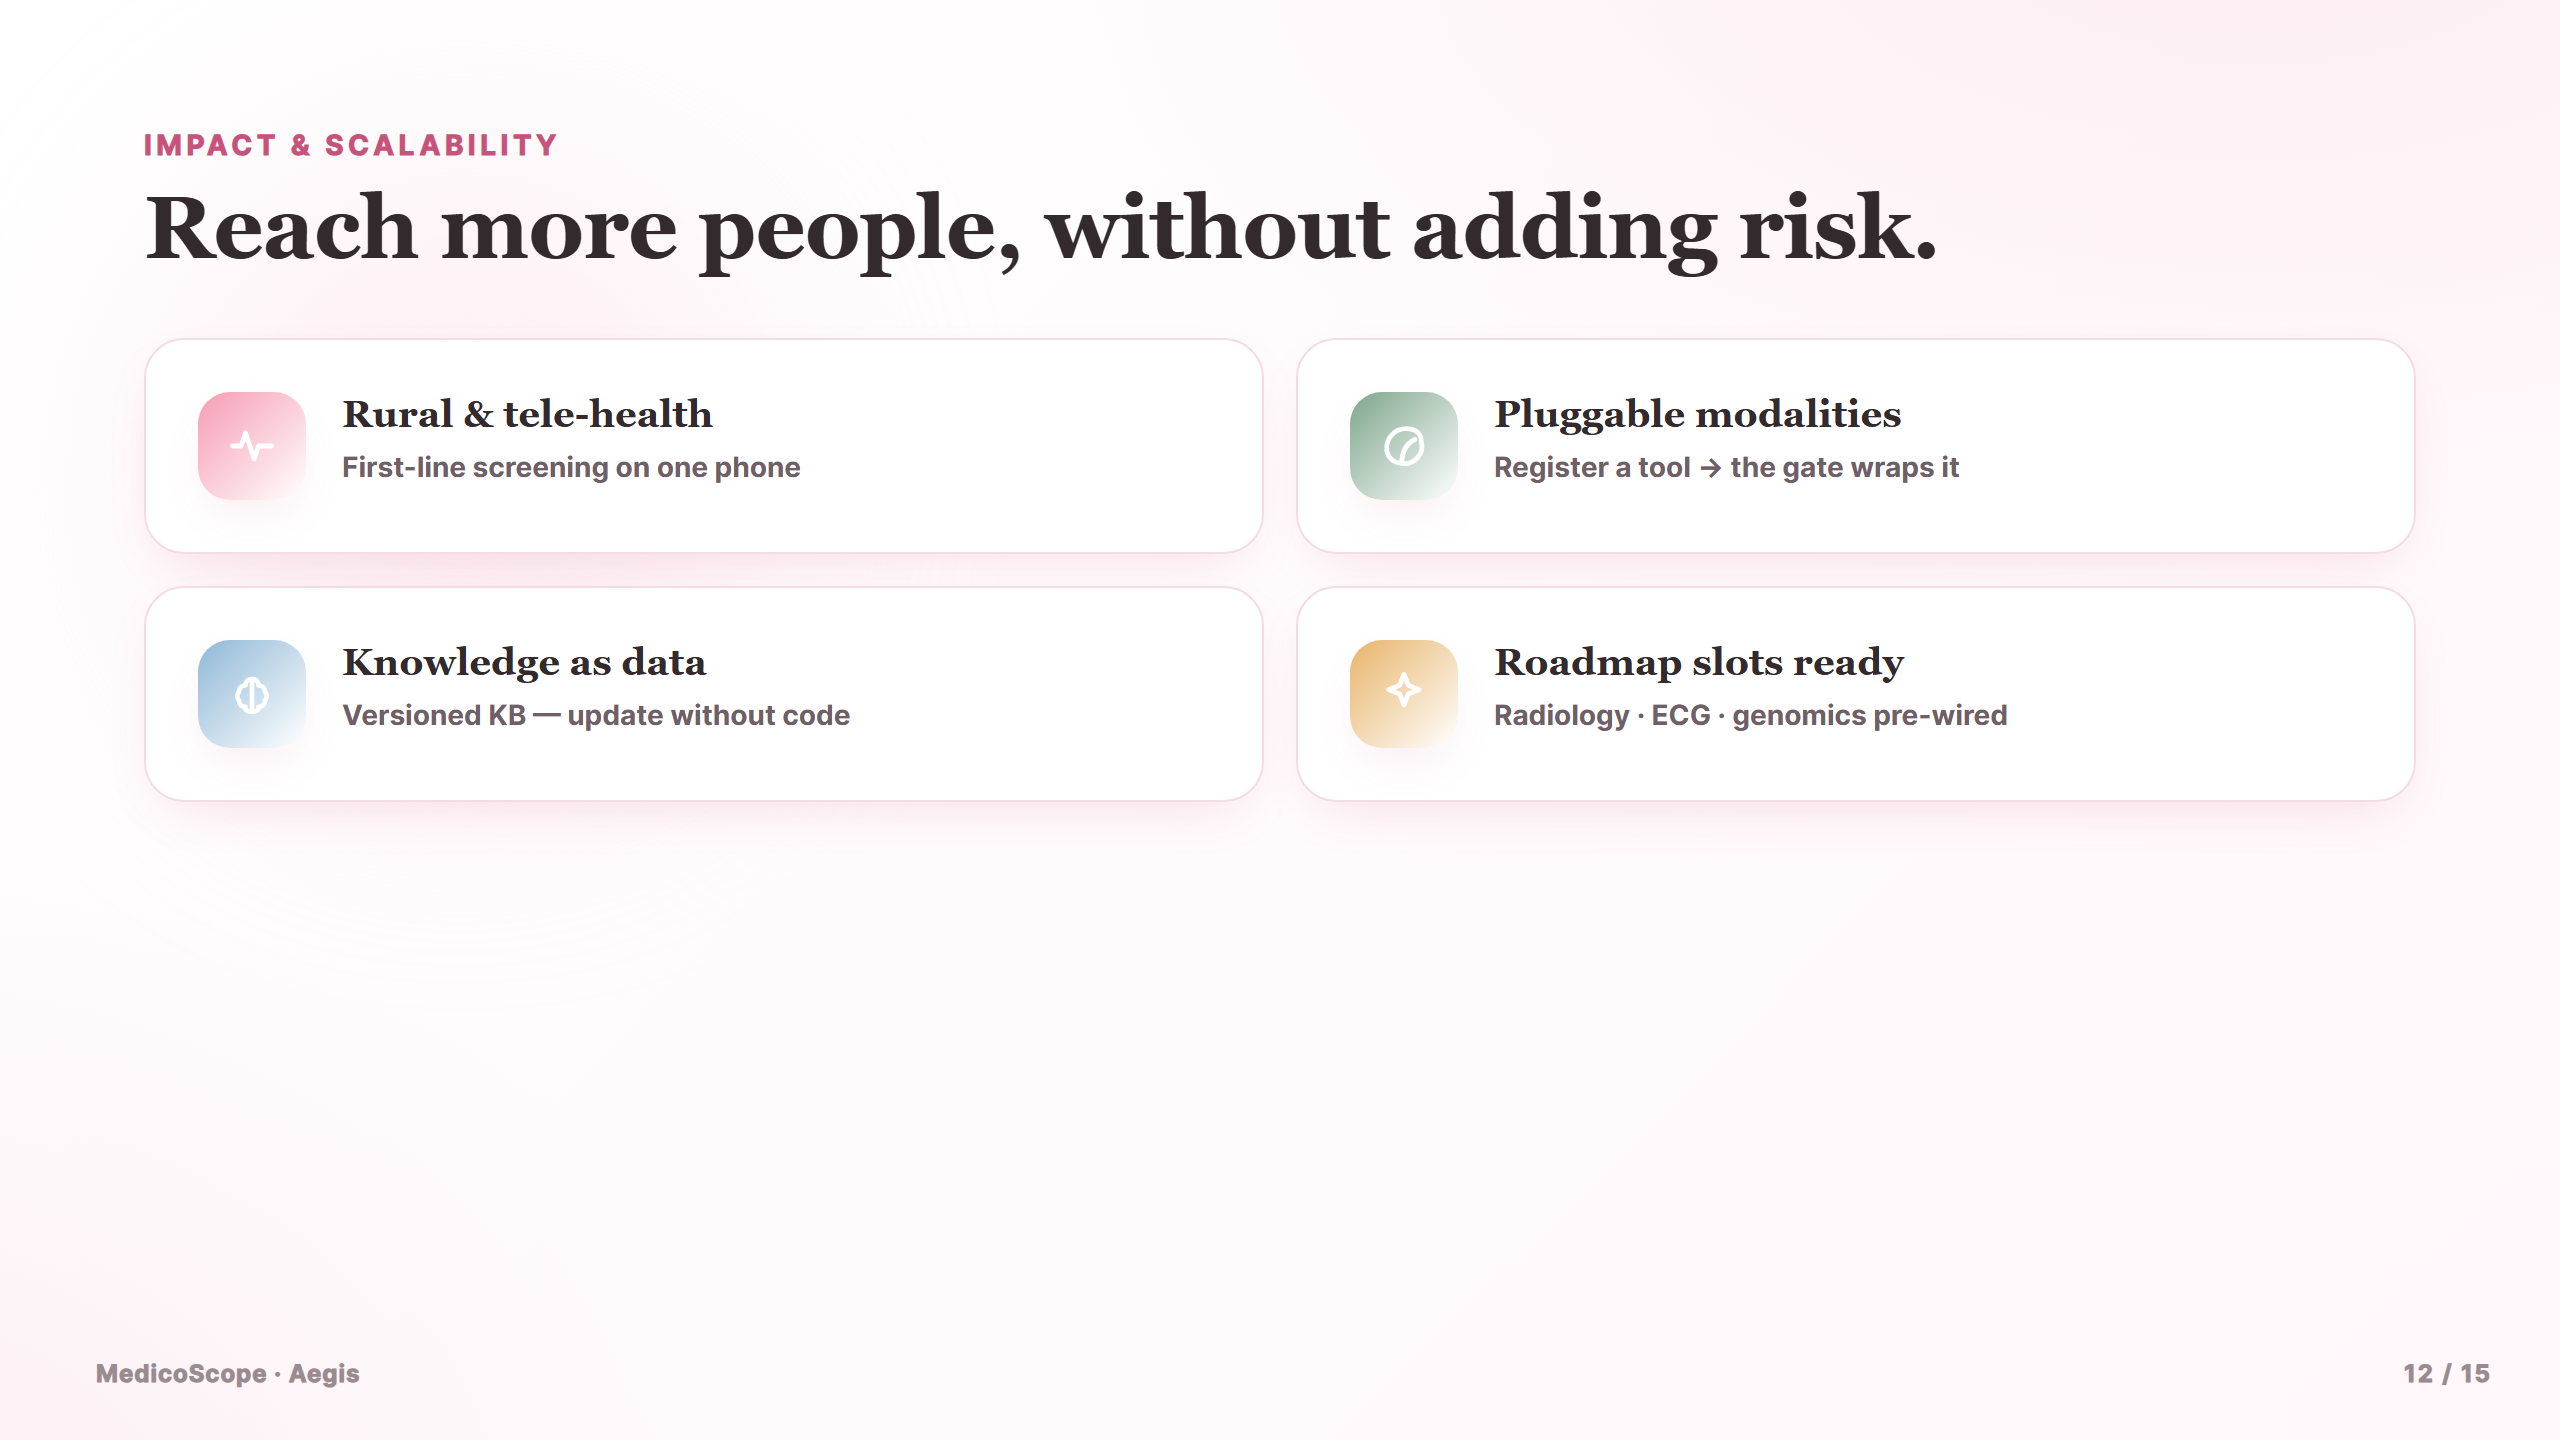 IMPACT & SCALABILITY
Reach more people, without adding risk.
Rural & tele-health
First-line screening on one phone
Pluggable modalities
Register a tool → the gate wraps it
Knowledge as data
Versioned KB — update without code
Roadmap slots ready
Radiology · ECG · genomics pre-wired
MedicoScope · Aegis
12 / 15